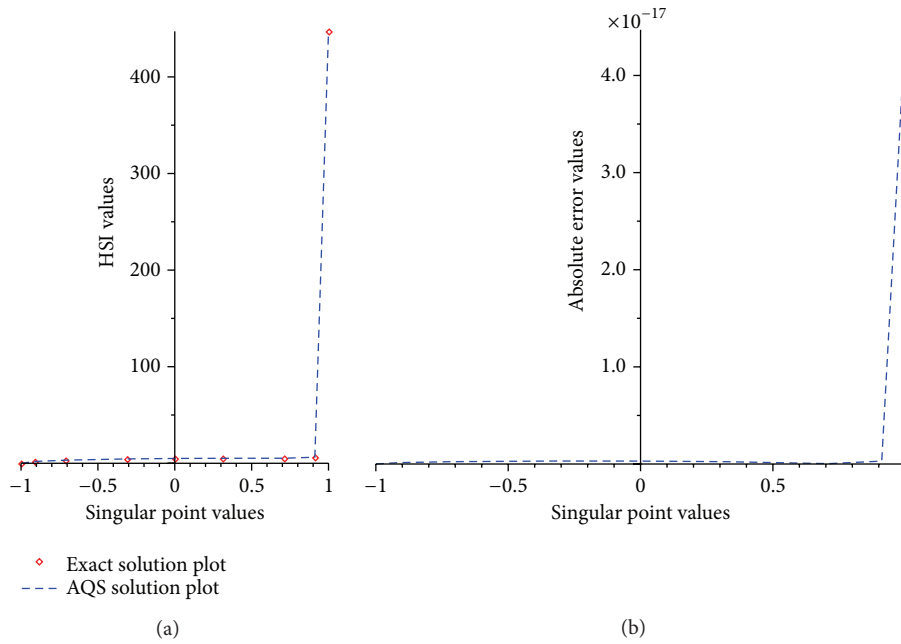 HSI values
400
300
200
100
−1
−0.5
0
0.5
1
Singular point values
Exact solution plot
AQS solution plot
(a)
×10−17
Absolute error values
4.0
3.0
2.0
1.0
−1
−0.5
0
0.5
Singular point values
(b)